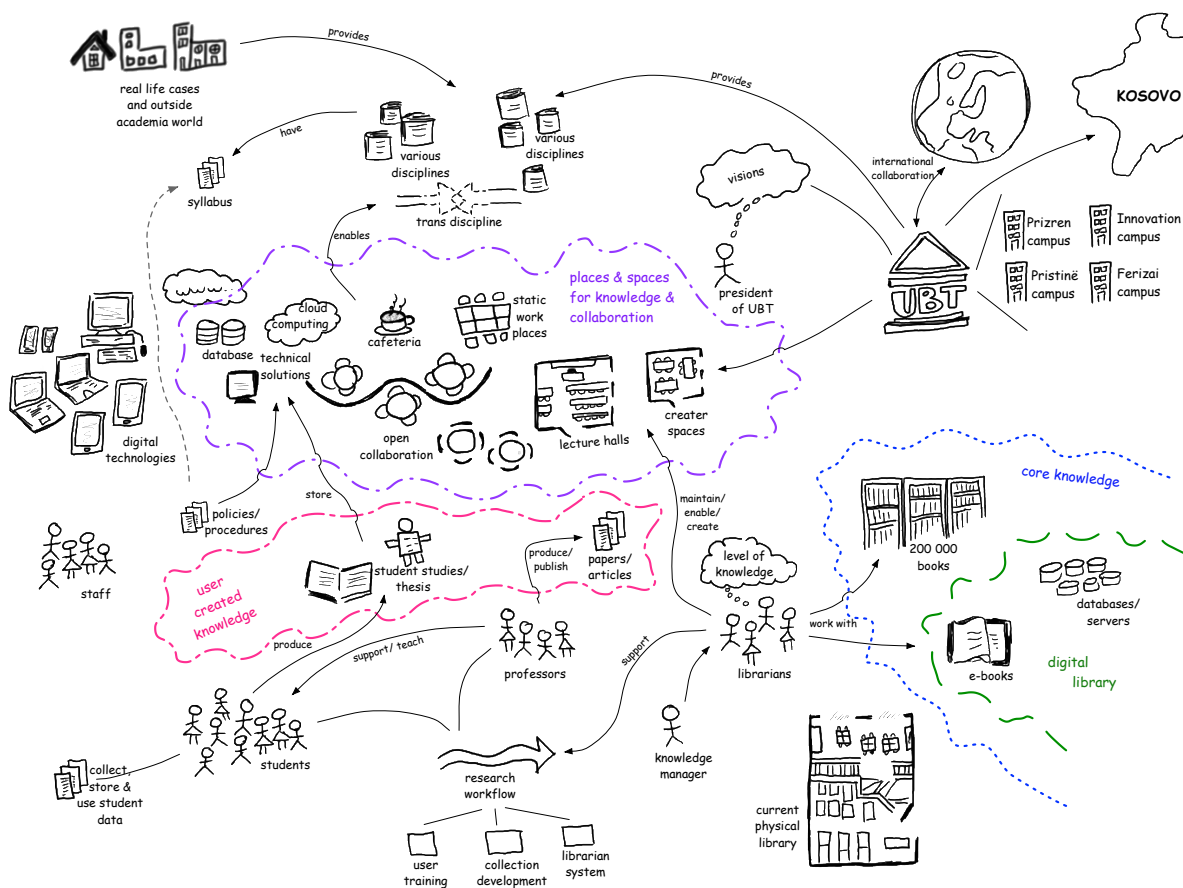 provides
real life cases
and outside
academia world
have
syllabus
various
disciplines
various
disciplines
trans discipline
enables
provides
visions
president
of UBT
international
collaboration
KOSOVO
UBT
Prizren
campus
Innovation
campus
Pristinë
campus
Ferizai
campus
places & spaces
for knowledge &
collaboration
cloud
computing
database
technical
solutions
cafeteria
static
work
places
open
collaboration
lecture halls
creater
spaces
digital
technologies
policies/
procedures
store
staff
user
created
knowledge
student studies/
thesis
produce/
publish
papers/
articles
maintain/
enable/
create
level of
knowledge
core knowledge
200 000
books
databases/
servers
e-books
digital
library
work with
librarians
support
knowledge
manager
professors
support/ teach
produce
students
collect,
store &
use student
data
research
workflow
user
training
collection
development
librarian
system
current
physical
library